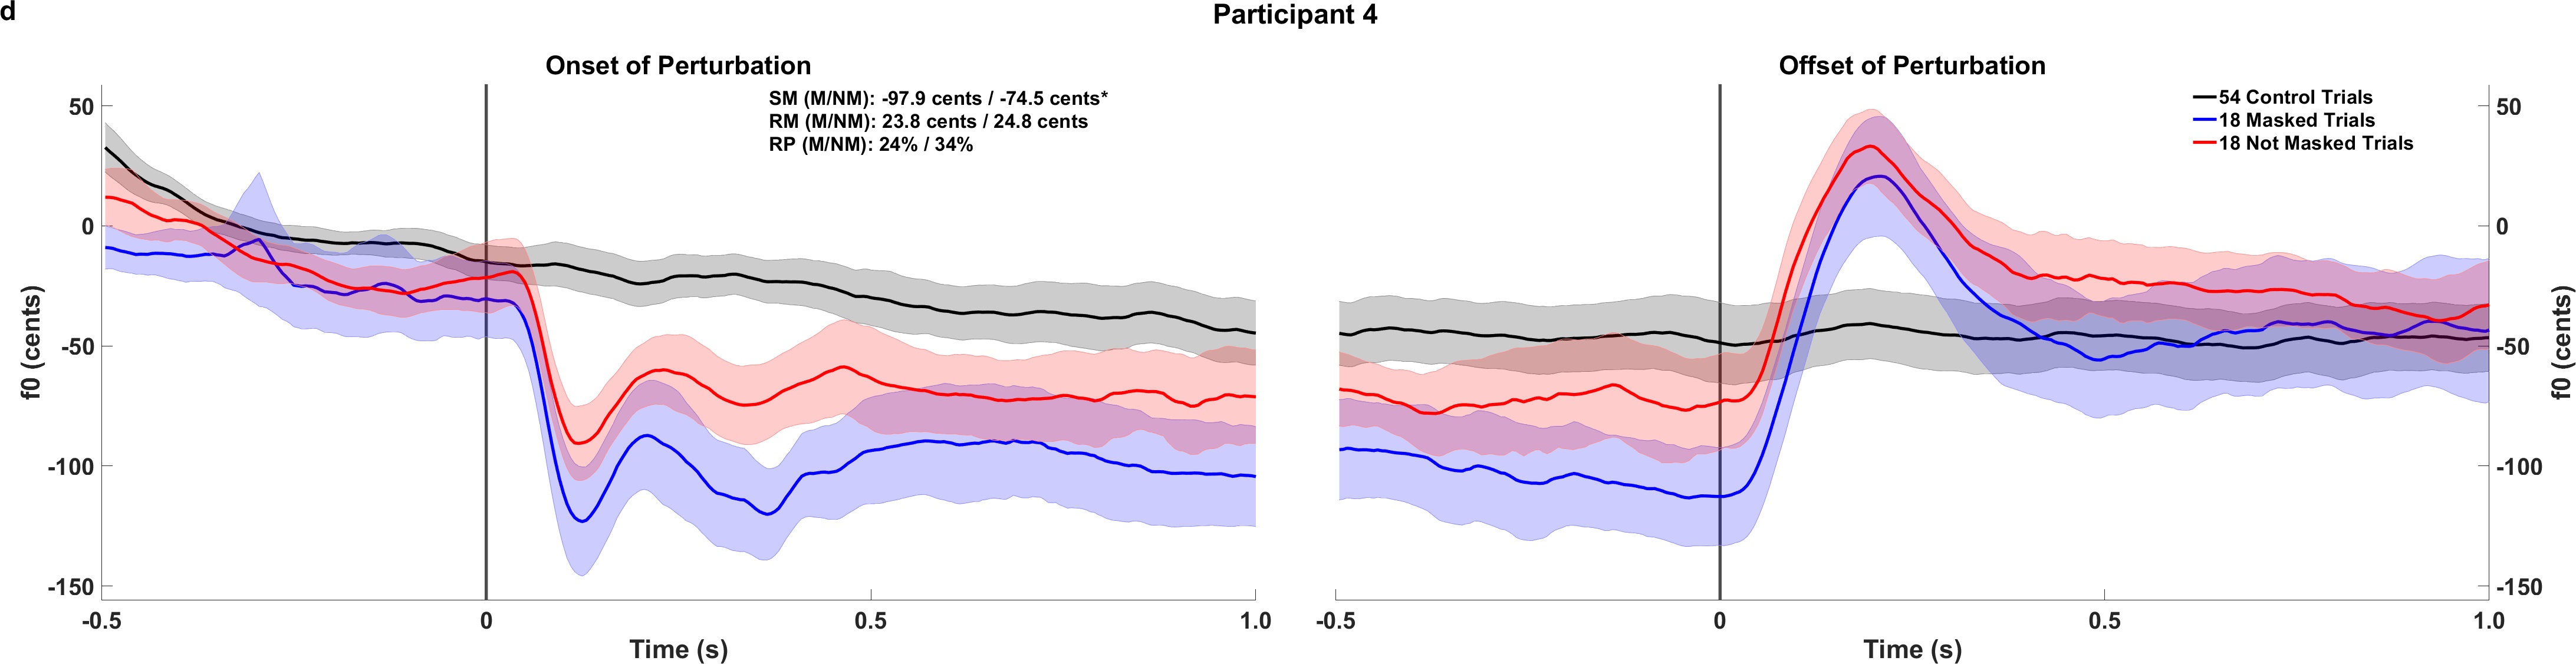 d
Participant 4
Onset of Perturbation
SM (M/NM): -97.9 cents / -74.5 cents*
RM (M/NM): 23.8 cents / 24.8 cents
RP (M/NM): 24% / 34%
50
0
-50
-100
-150
f0 (cents)
-0.5
0
0.5
1.0
Time (s)
Offset of Perturbation
54 Control Trials
18 Masked Trials
18 Not Masked Trials
50
0
-50
-100
-150
f0 (cents)
-0.5
0
0.5
1.0
Time (s)